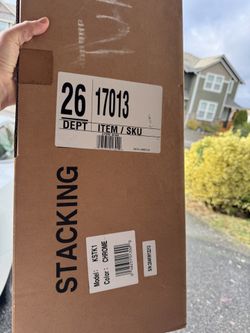 26
DEPT
17013
ITEM / SKU
STACKING
Model: KSTK1
Color: CHROME